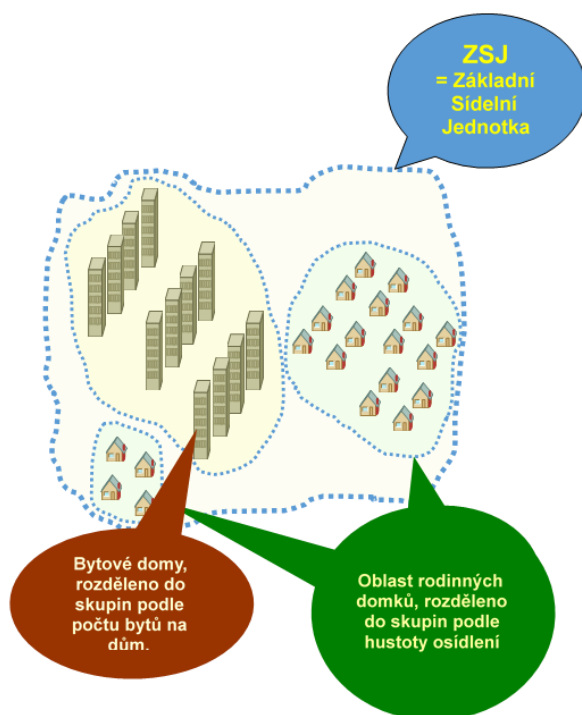 ZSJ
= Základní
Sídelní
Jednotka
Bytové domy,
rozděleno do
skupin podle
počtu bytů na
dům.
Oblast rodinných
domků, rozděleno
do skupin podle
hustoty osídlení